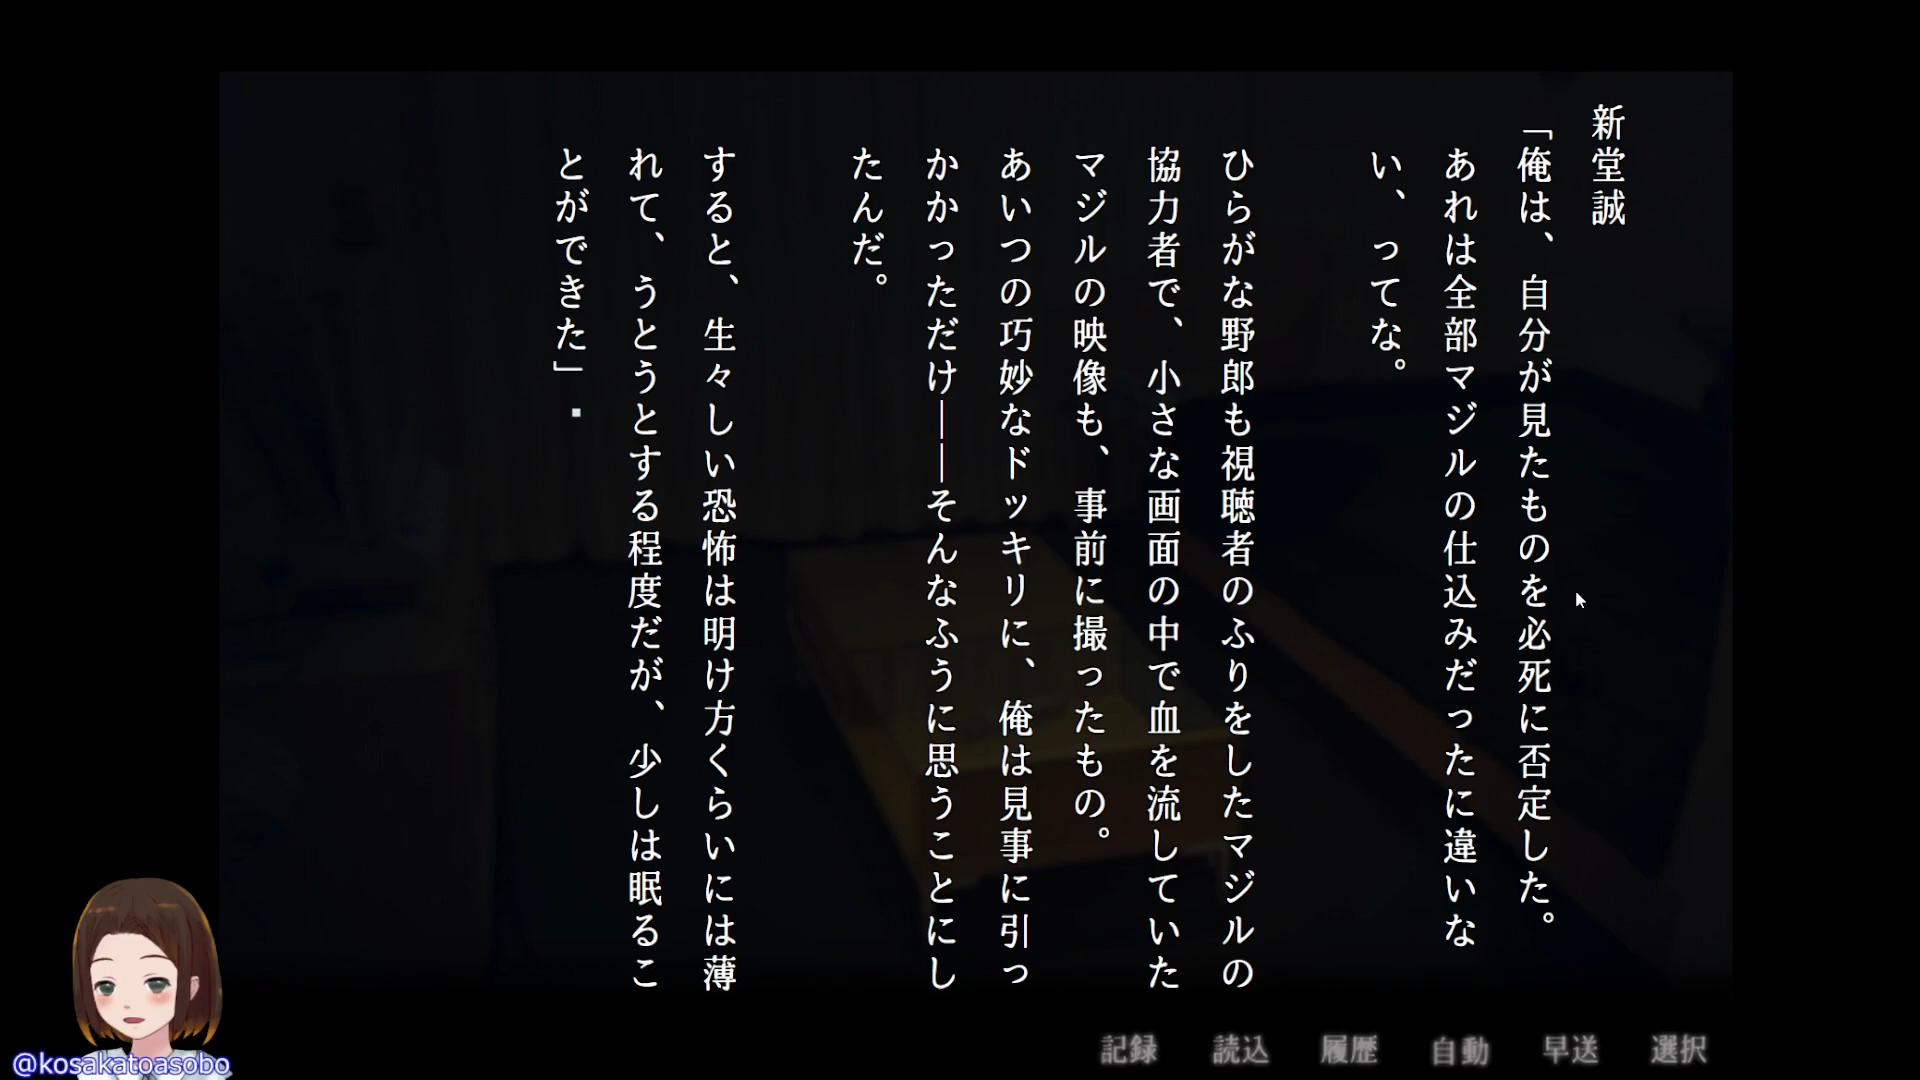 新堂誠
「俺は、自分が見たものを必死に否定した。
あれは全部マジルの仕込みだったに違いな
い、ってな。
ひらがな野郎も視聴者のふりをしたマジルの
協力者で、小さな画面の中で血を流していた
マジルの映像も、事前に撮ったもの。
あいつの巧妙なドッキリに、俺は見事に引っ
かかっただけ――そんなふうに思うことにし
たんだ。
すると、生々しい恐怖は明け方くらいには薄
れて、うとうとする程度だが、少しは眠るこ
とができた」
記録 読込 履歴 自動 早送 選択
@kosakatoasobo